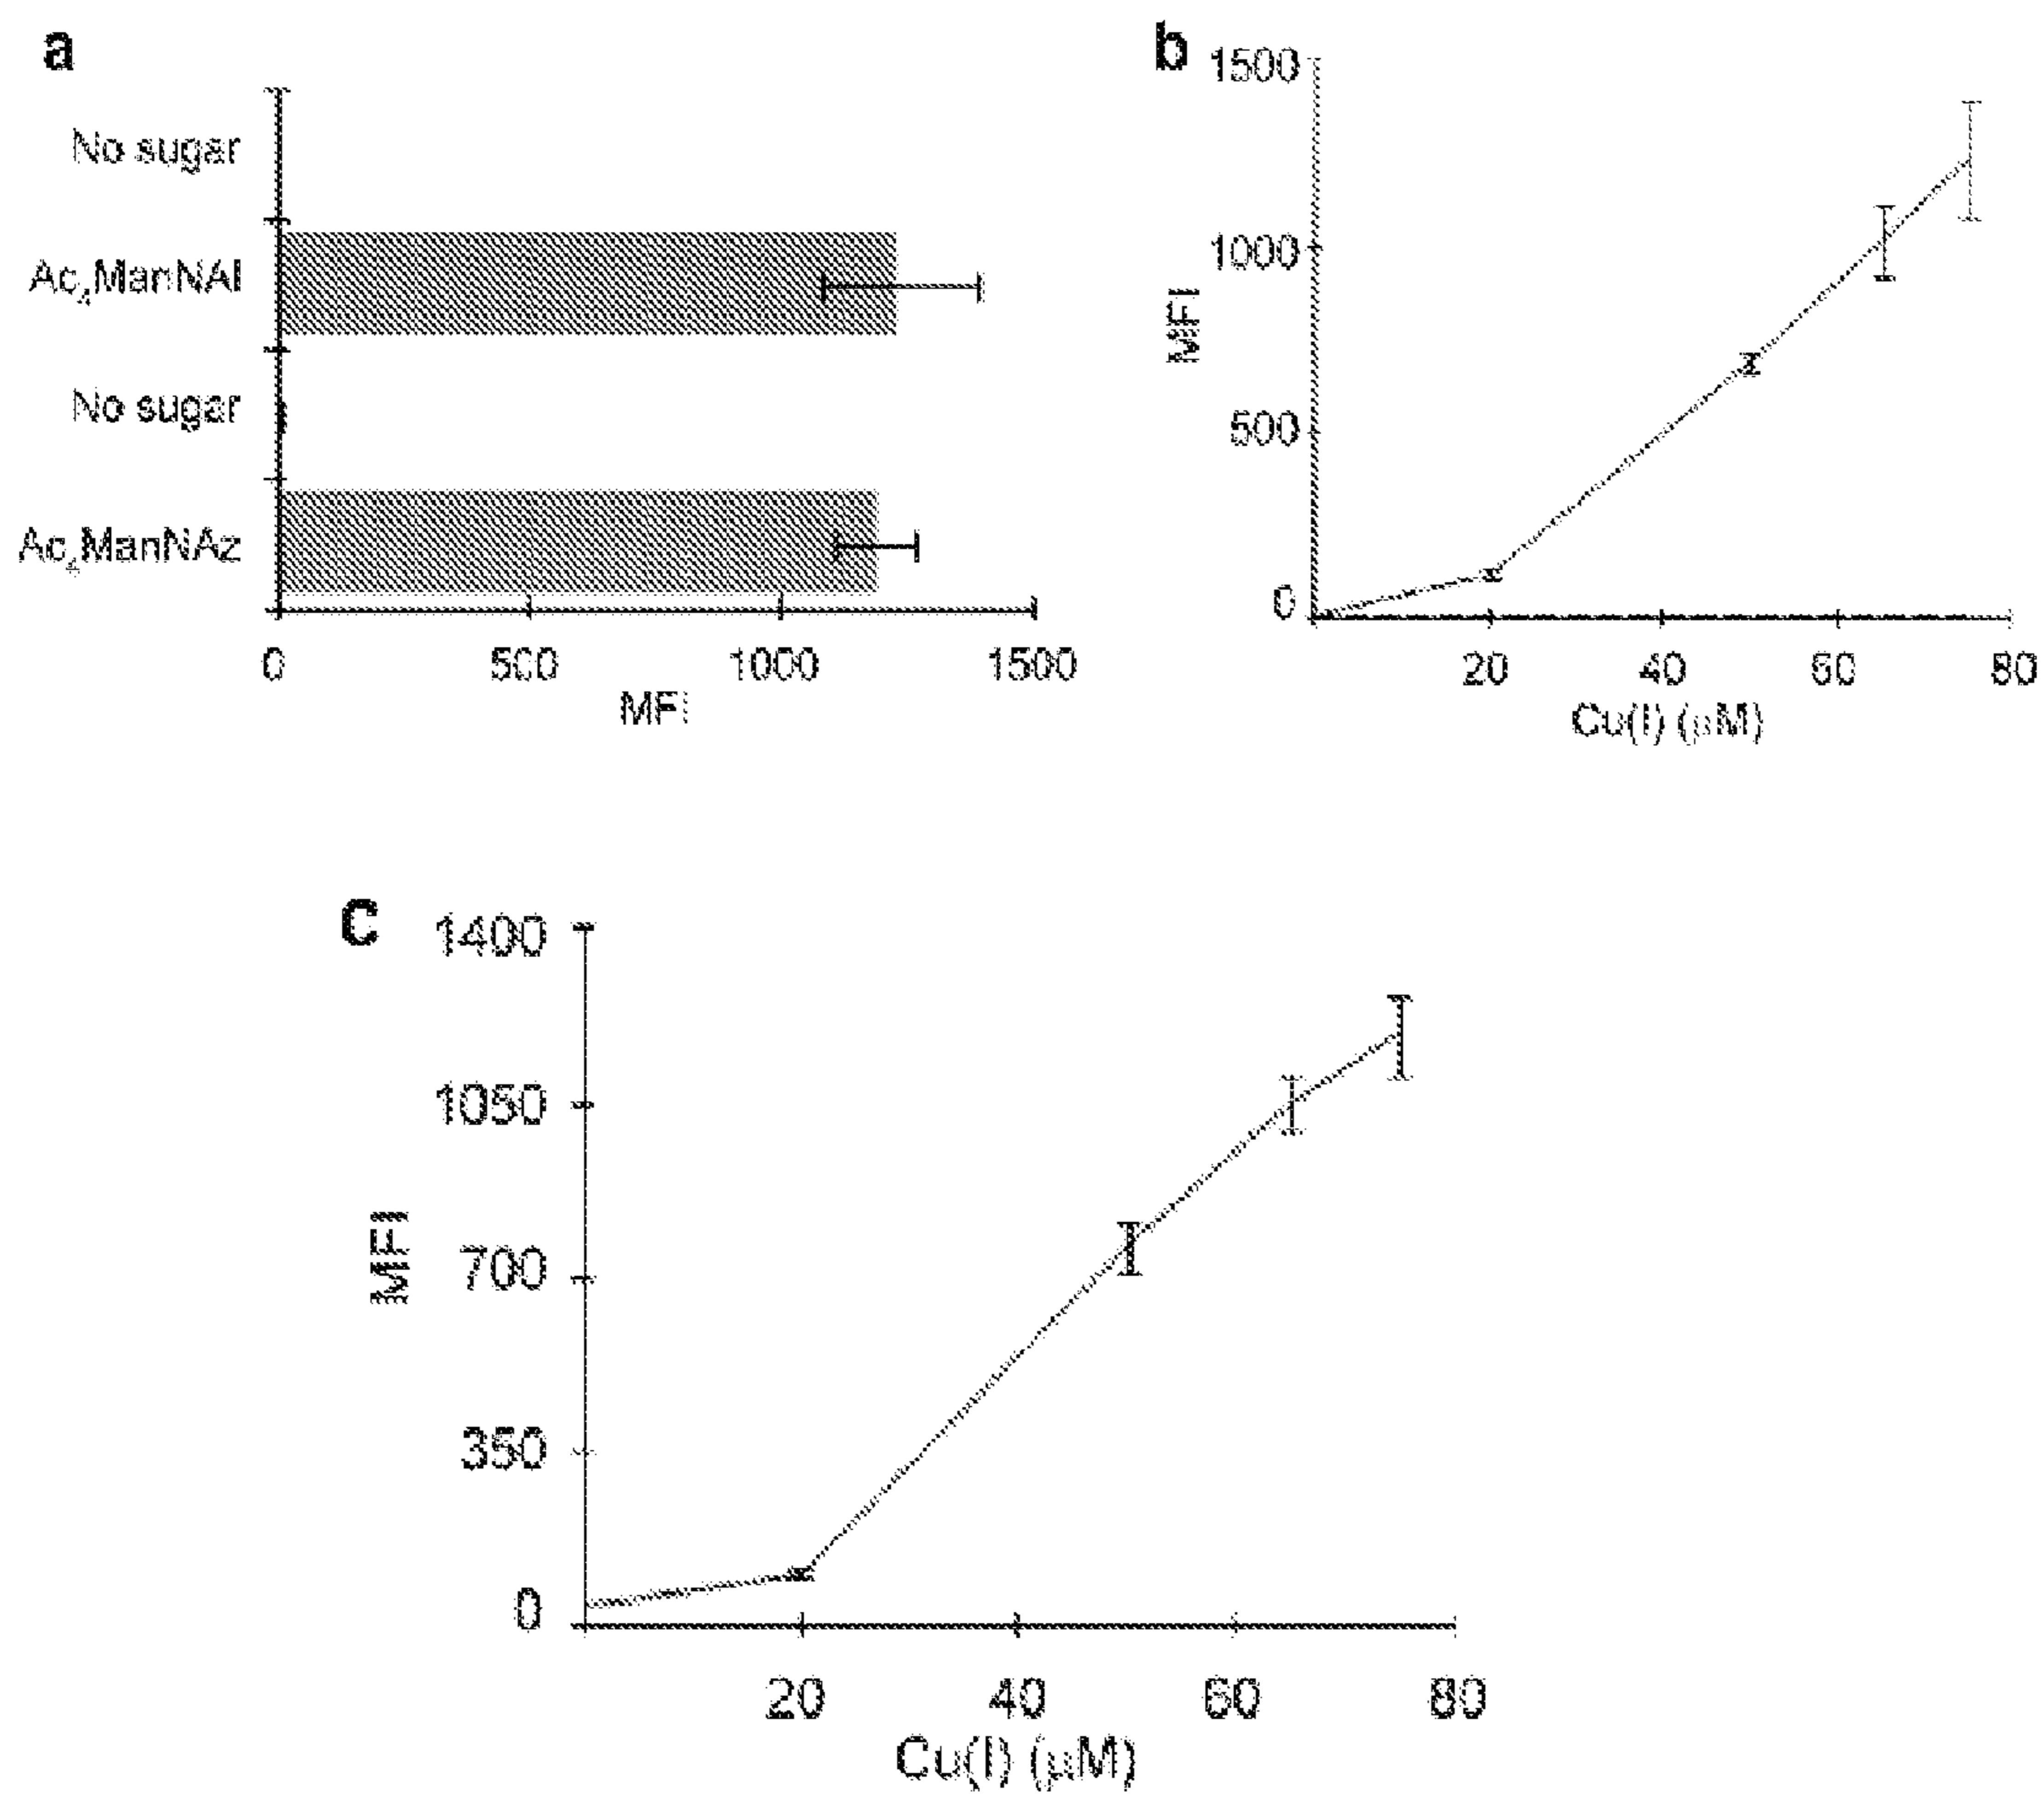 a
No sugar
Ac4ManNAl
No sugar
Ac4ManNAz
0 500 1000 1500
MFI
b
1500
1000
500
0
MFI
20 40 60 80
Cu(I) (μM)
c
1400
1050
700
350
0
MFI
20 40 60 80
Cu(I) (μM)